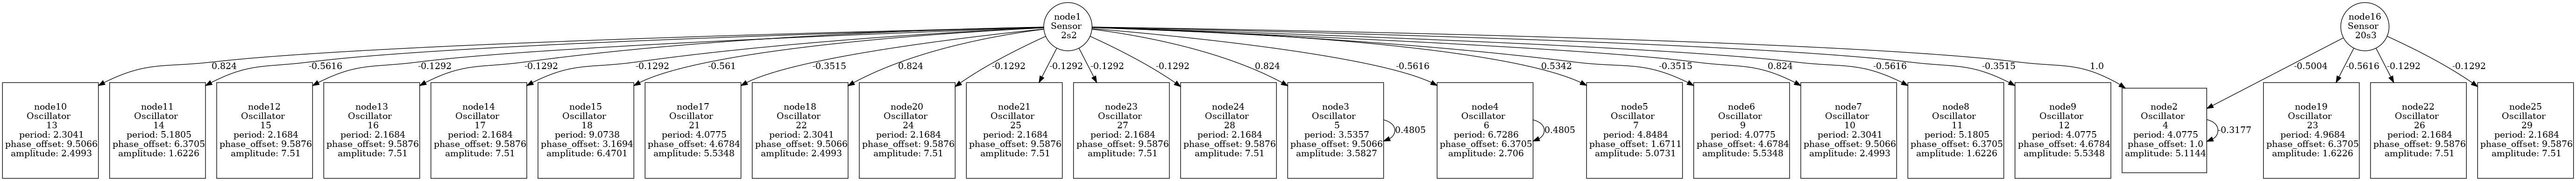 node1
Sensor
2s2
node16
Sensor
20s3
0.824
-0.5616
-0.1292
-0.1292
-0.1292
-0.561
-0.3515
0.824
-0.1292
-0.1292
-0.1292
-0.1292
0.824
-0.5616
0.5342
-0.3515
0.824
-0.5616
-0.3515
1.0
-0.5004
-0.5616
-0.1292
-0.1292
node10
Oscillator
13
period: 2.3041
phase_offset: 9.5066
amplitude: 2.4993
node11
Oscillator
14
period: 5.1805
phase_offset: 6.3705
amplitude: 1.6226
node12
Oscillator
15
period: 2.1684
phase_offset: 9.5876
amplitude: 7.51
node13
Oscillator
16
period: 2.1684
phase_offset: 9.5876
amplitude: 7.51
node14
Oscillator
17
period: 2.1684
phase_offset: 9.5876
amplitude: 7.51
node15
Oscillator
18
period: 9.0738
phase_offset: 3.1694
amplitude: 6.4701
node17
Oscillator
21
period: 4.0775
phase_offset: 4.6784
amplitude: 5.5348
node18
Oscillator
22
period: 2.3041
phase_offset: 9.5066
amplitude: 2.4993
node20
Oscillator
24
period: 2.1684
phase_offset: 9.5876
amplitude: 7.51
node21
Oscillator
25
period: 2.1684
phase_offset: 9.5876
amplitude: 7.51
node23
Oscillator
27
period: 2.1684
phase_offset: 9.5876
amplitude: 7.51
node24
Oscillator
28
period: 2.1684
phase_offset: 9.5876
amplitude: 7.51
node3
Oscillator
5
period: 3.5357
phase_offset: 9.5066
amplitude: 3.5827
0.4805
node4
Oscillator
6
period: 6.7286
phase_offset: 6.3705
amplitude: 2.706
0.4805
node5
Oscillator
7
period: 4.8484
phase_offset: 1.6711
amplitude: 5.0731
node6
Oscillator
9
period: 4.0775
phase_offset: 4.6784
amplitude: 5.5348
node7
Oscillator
10
period: 2.3041
phase_offset: 9.5066
amplitude: 2.4993
node8
Oscillator
11
period: 5.1805
phase_offset: 6.3705
amplitude: 1.6226
node9
Oscillator
12
period: 4.0775
phase_offset: 4.6784
amplitude: 5.5348
node2
Oscillator
4
period: 4.0775
phase_offset: 1.0
amplitude: 5.1144
-0.3177
node19
Oscillator
23
period: 4.9684
phase_offset: 6.3705
amplitude: 1.6226
node22
Oscillator
26
period: 2.1684
phase_offset: 9.5876
amplitude: 7.51
node25
Oscillator
29
period: 2.1684
phase_offset: 9.5876
amplitude: 7.51